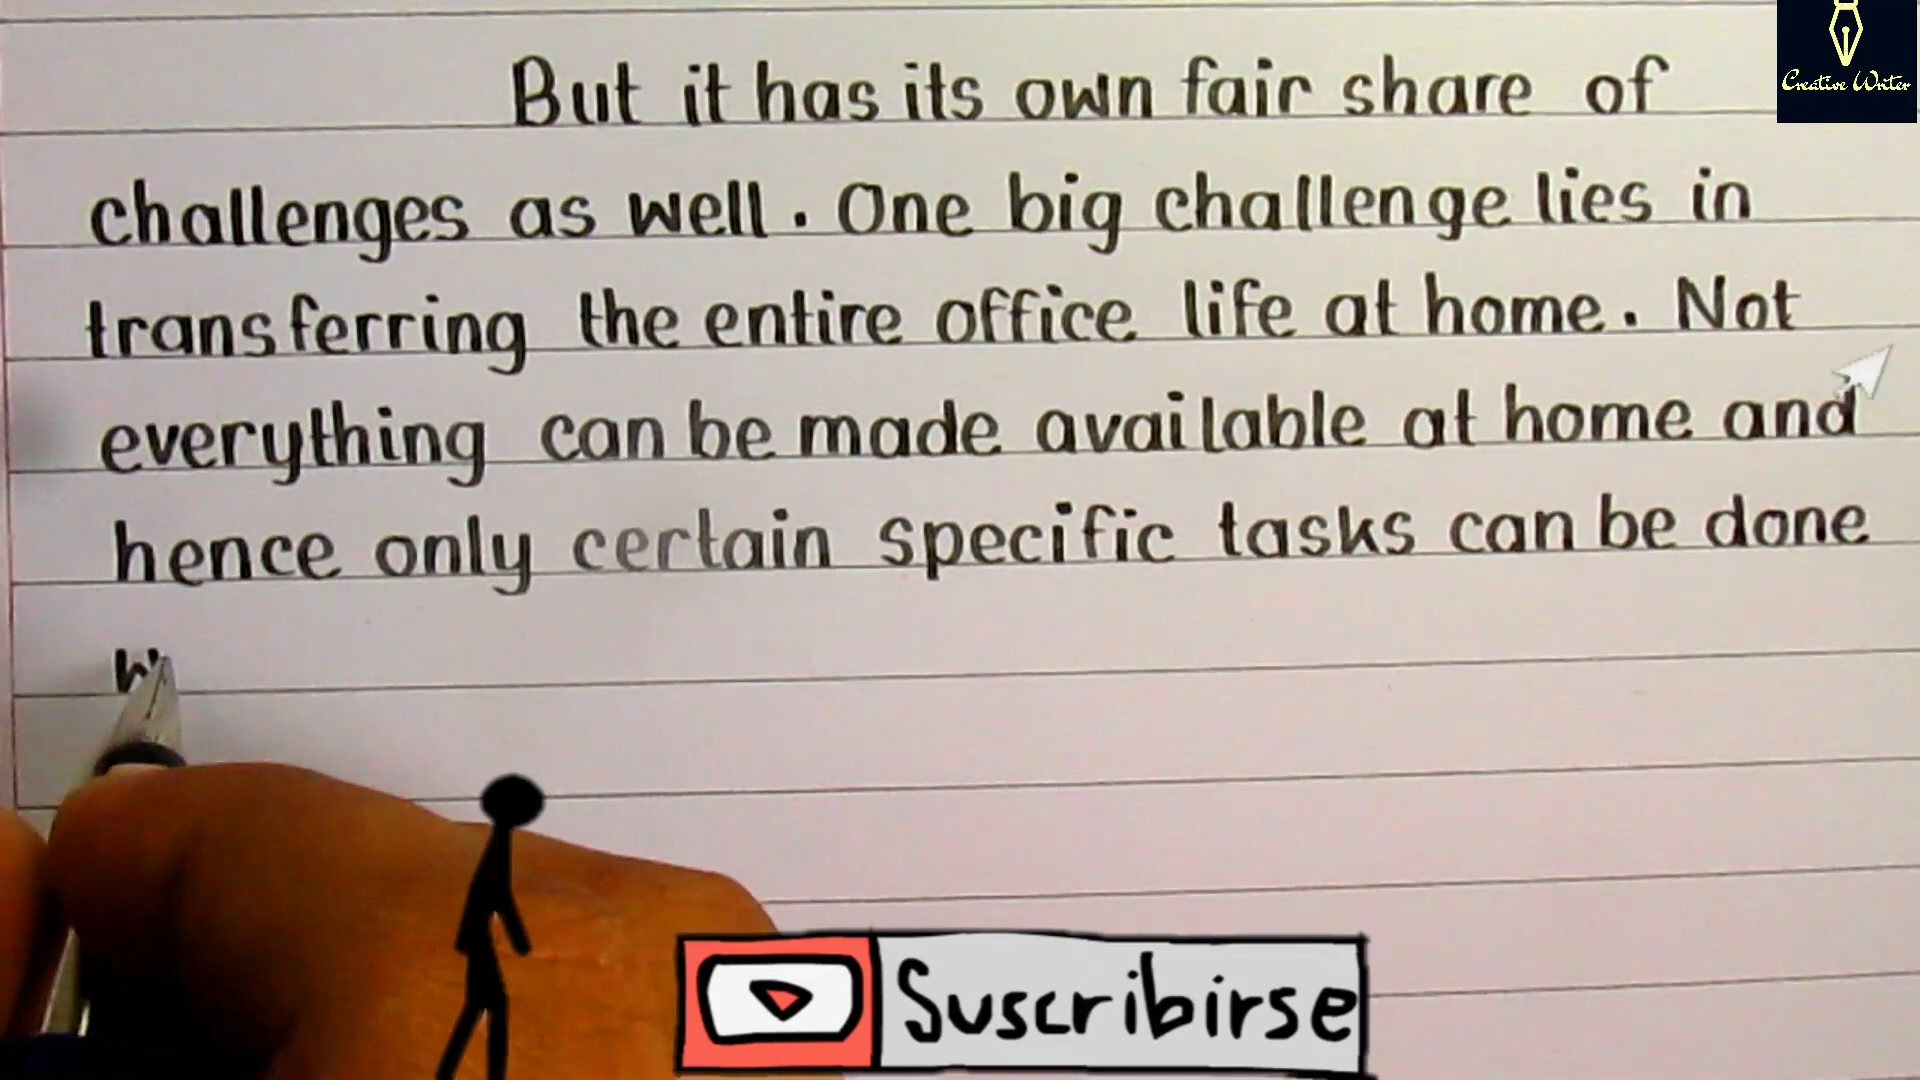 Creative Writer
But it has its own fair share of
challenges as well. One big challenge lies in
transferring the entire office life at home. Not
everything can be made available at home and
hence only certain specific tasks can be done
Suscribirse